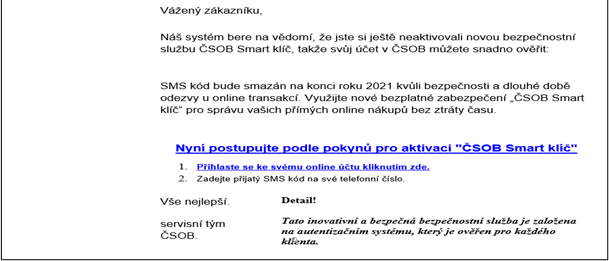 Vážený zákazníku,
Náš systém bere na vědomí, že jste si ještě neaktivovali novou bezpečnostní
službu ČSOB Smart klíč, takže svůj účet v ČSOB můžete snadno ověřit:
SMS kód bude smazán na konci roku 2021 kvůli bezpečnosti a dlouhé době
odezvy u online transakcí. Využijte nové bezplatné zabezpečení „ČSOB Smart
klíč” pro správu vašich přímých online nákupů bez ztráty času.
Nyní postupujte podle pokynů pro aktivaci "ČSOB Smart klíč"
1. Přihlaste se ke svému online účtu kliknutím zde.
2. Zadejte přijatý SMS kód na své telefonní číslo.
Vše nejlepší.
servisní tým
ČSOB.
Detail!
Tato inovativní a bezpečná bezpečnostní služba je založena
na autentizačním systému, který je ověřen pro každého
klienta.